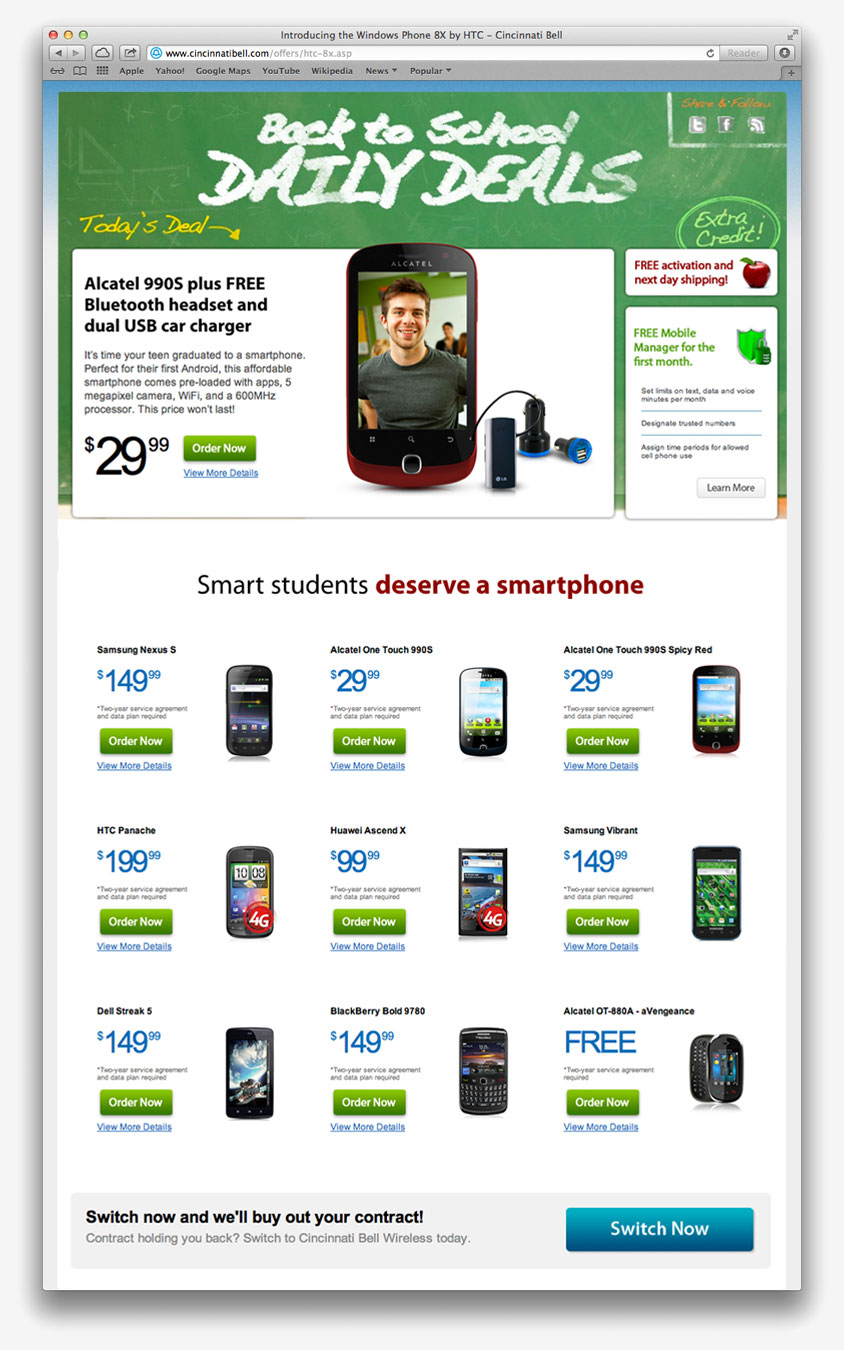 Introducing the Windows Phone 8X by HTC – Cincinnati Bell
www.cincinnatibell.com/offers/htc-8x.asp
Reader
Apple Yahoo! Google Maps YouTube Wikipedia News Popular
Share & Follow
Back to School
DAILY DEALS
Today's Deal
Extra
Credit!
ALCATEL
Alcatel 990S plus FREE
Bluetooth headset and
dual USB car charger
It's time your teen graduated to a smartphone.
Perfect for their first Android, this affordable
smartphone comes pre-loaded with apps, 5
megapixel camera, WiFi, and a 600MHz
processor. This price won't last!
$29.99 Order Now
View More Details
LG
FREE activation and
next day shipping!
FREE Mobile
Manager for the
first month.
Set limits on text, data and voice
minutes per month
Designate trusted numbers
Assign time periods for allowed
cell phone use
Learn More
Smart students deserve a smartphone
Samsung Nexus S
$149 99
*Two-year service agreement
and data plan required
Order Now
View More Details
Alcatel One Touch 990S
$29 99
*Two-year service agreement
and data plan required
Order Now
View More Details
Alcatel One Touch 990S Spicy Red
$29 99
*Two-year service agreement
and data plan required
Order Now
View More Details
HTC Panache
$199 99
*Two-year service agreement
and data plan required
Order Now
View More Details
10 08
4G
Huawei Ascend X
$99 99
*Two-year service agreement
and data plan required
Order Now
View More Details
4G
Samsung Vibrant
$149 99
*Two-year service agreement
and data plan required
Order Now
View More Details
Dell Streak 5
$149 99
*Two-year service agreement
and data plan required
Order Now
View More Details
BlackBerry Bold 9780
$149 99
*Two-year service agreement
and data plan required
Order Now
View More Details
Alcatel OT-880A - aVengeance
FREE
*Two-year service agreement
required
Order Now
View More Details
Switch now and we'll buy out your contract!
Contract holding you back? Switch to Cincinnati Bell Wireless today.
Switch Now